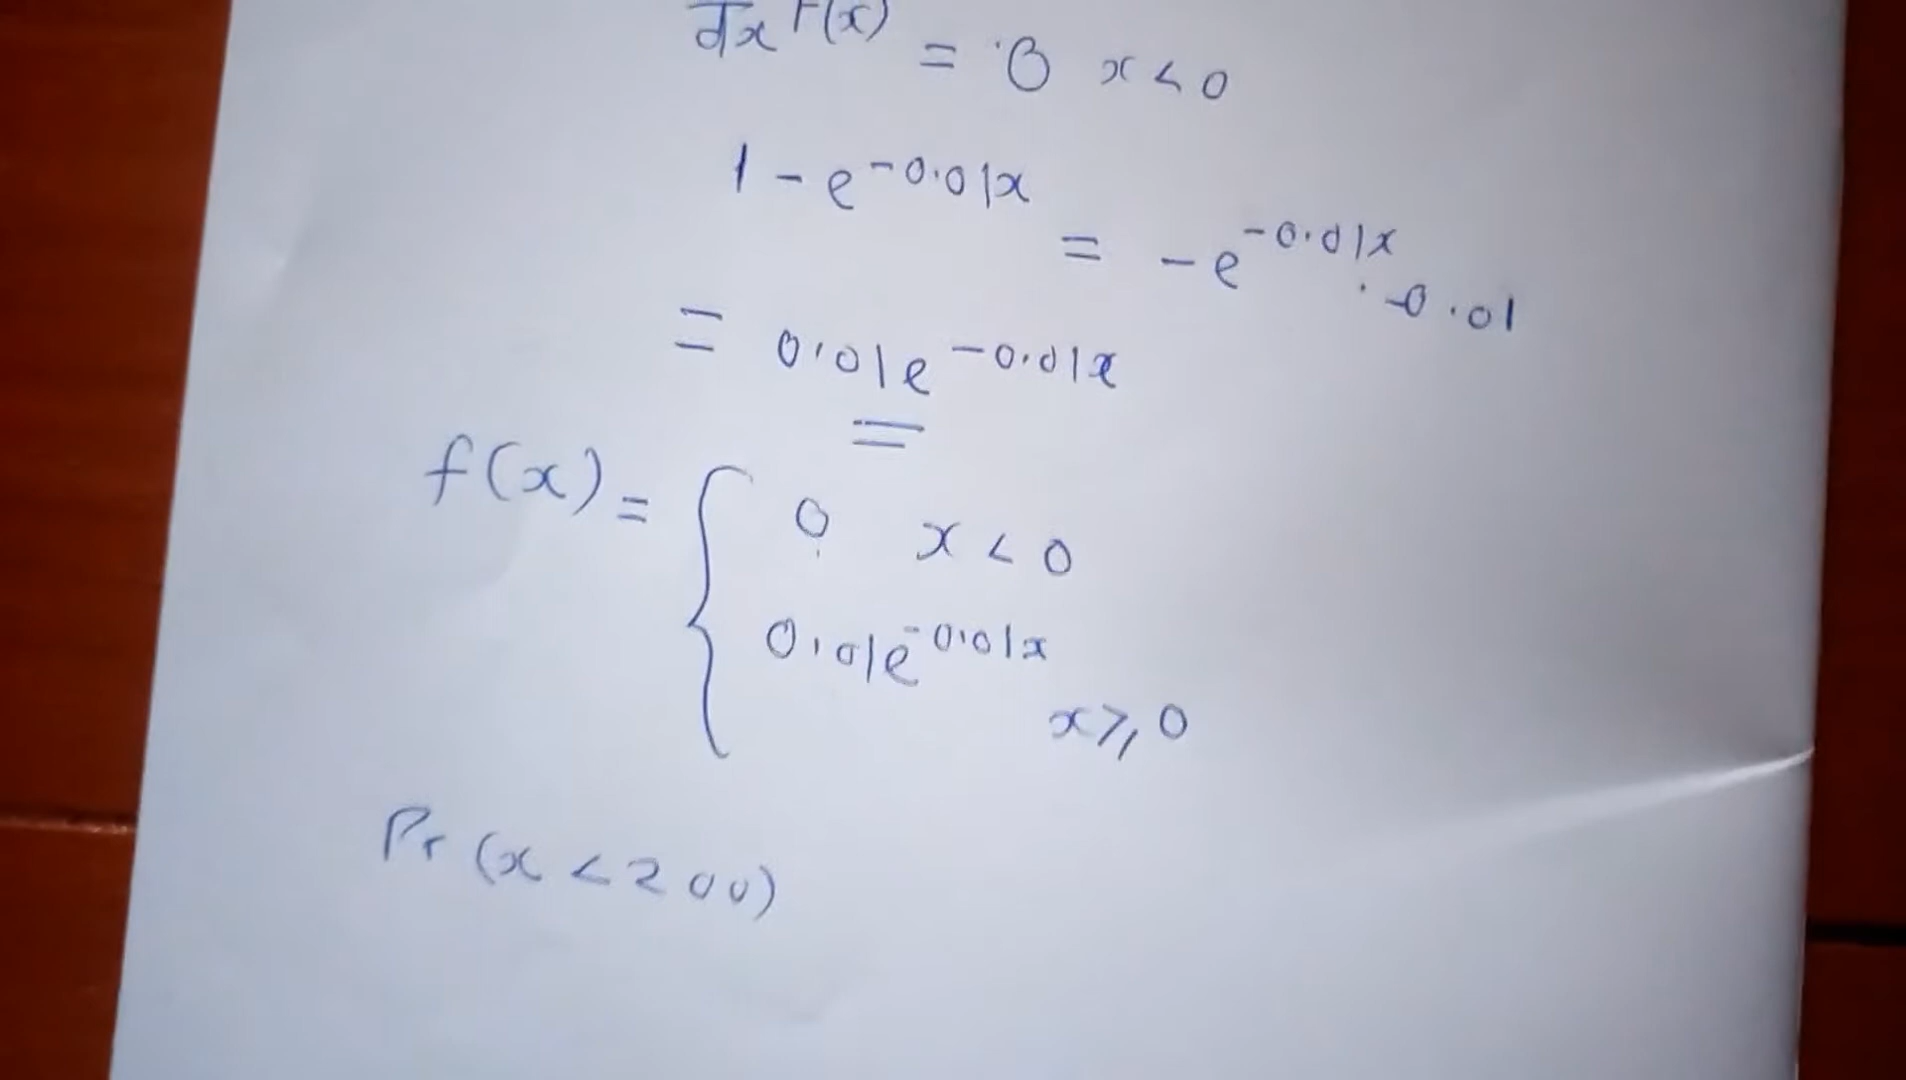 dx F(x) = 0 x < 0
1 - e^-0.01x
= -e^-0.01x . -0.01
= 0.01e^-0.01x
=
f(x) = { 0 x < 0
0.01e^-0.01x
x ≥ 0
Pr (x < 200)